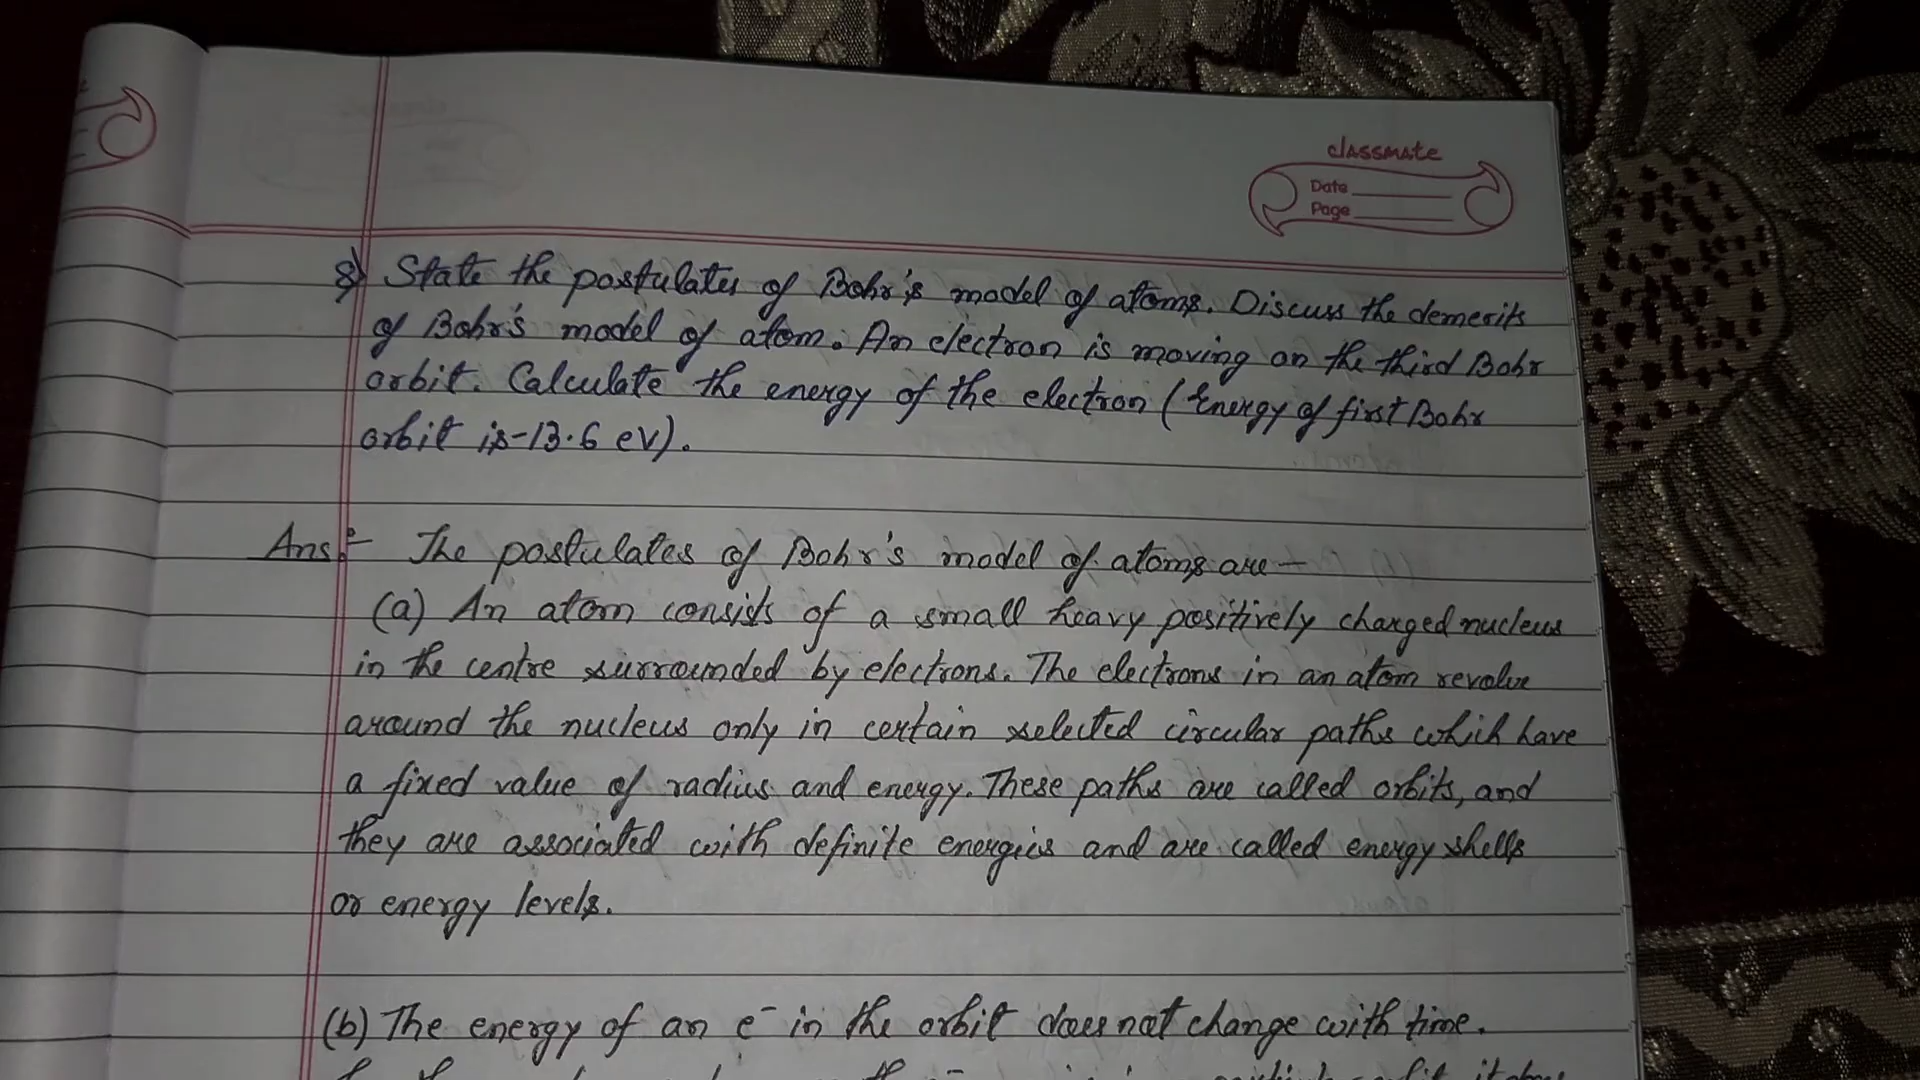 classmate
Date
Page
8) State the postulates of Bohr's model of atoms. Discuss the demerits
of Bohr's model of atom. An electron is moving on the third Bohr
orbit. Calculate the energy of the electron (Energy of first Bohr
orbit is -13.6 eV).
Ans:- The postulates of Bohr's model of atoms are —
(a) An atom consists of a small heavy positively charged nucleus
in the centre surrounded by electrons. The electrons in an atom revolve
around the nucleus only in certain selected circular paths which have
a fixed value of radius and energy. These paths are called orbits, and
they are associated with definite energies and are called energy shells
or energy levels.
(b) The energy of an e⁻ in the orbit does not change with time.